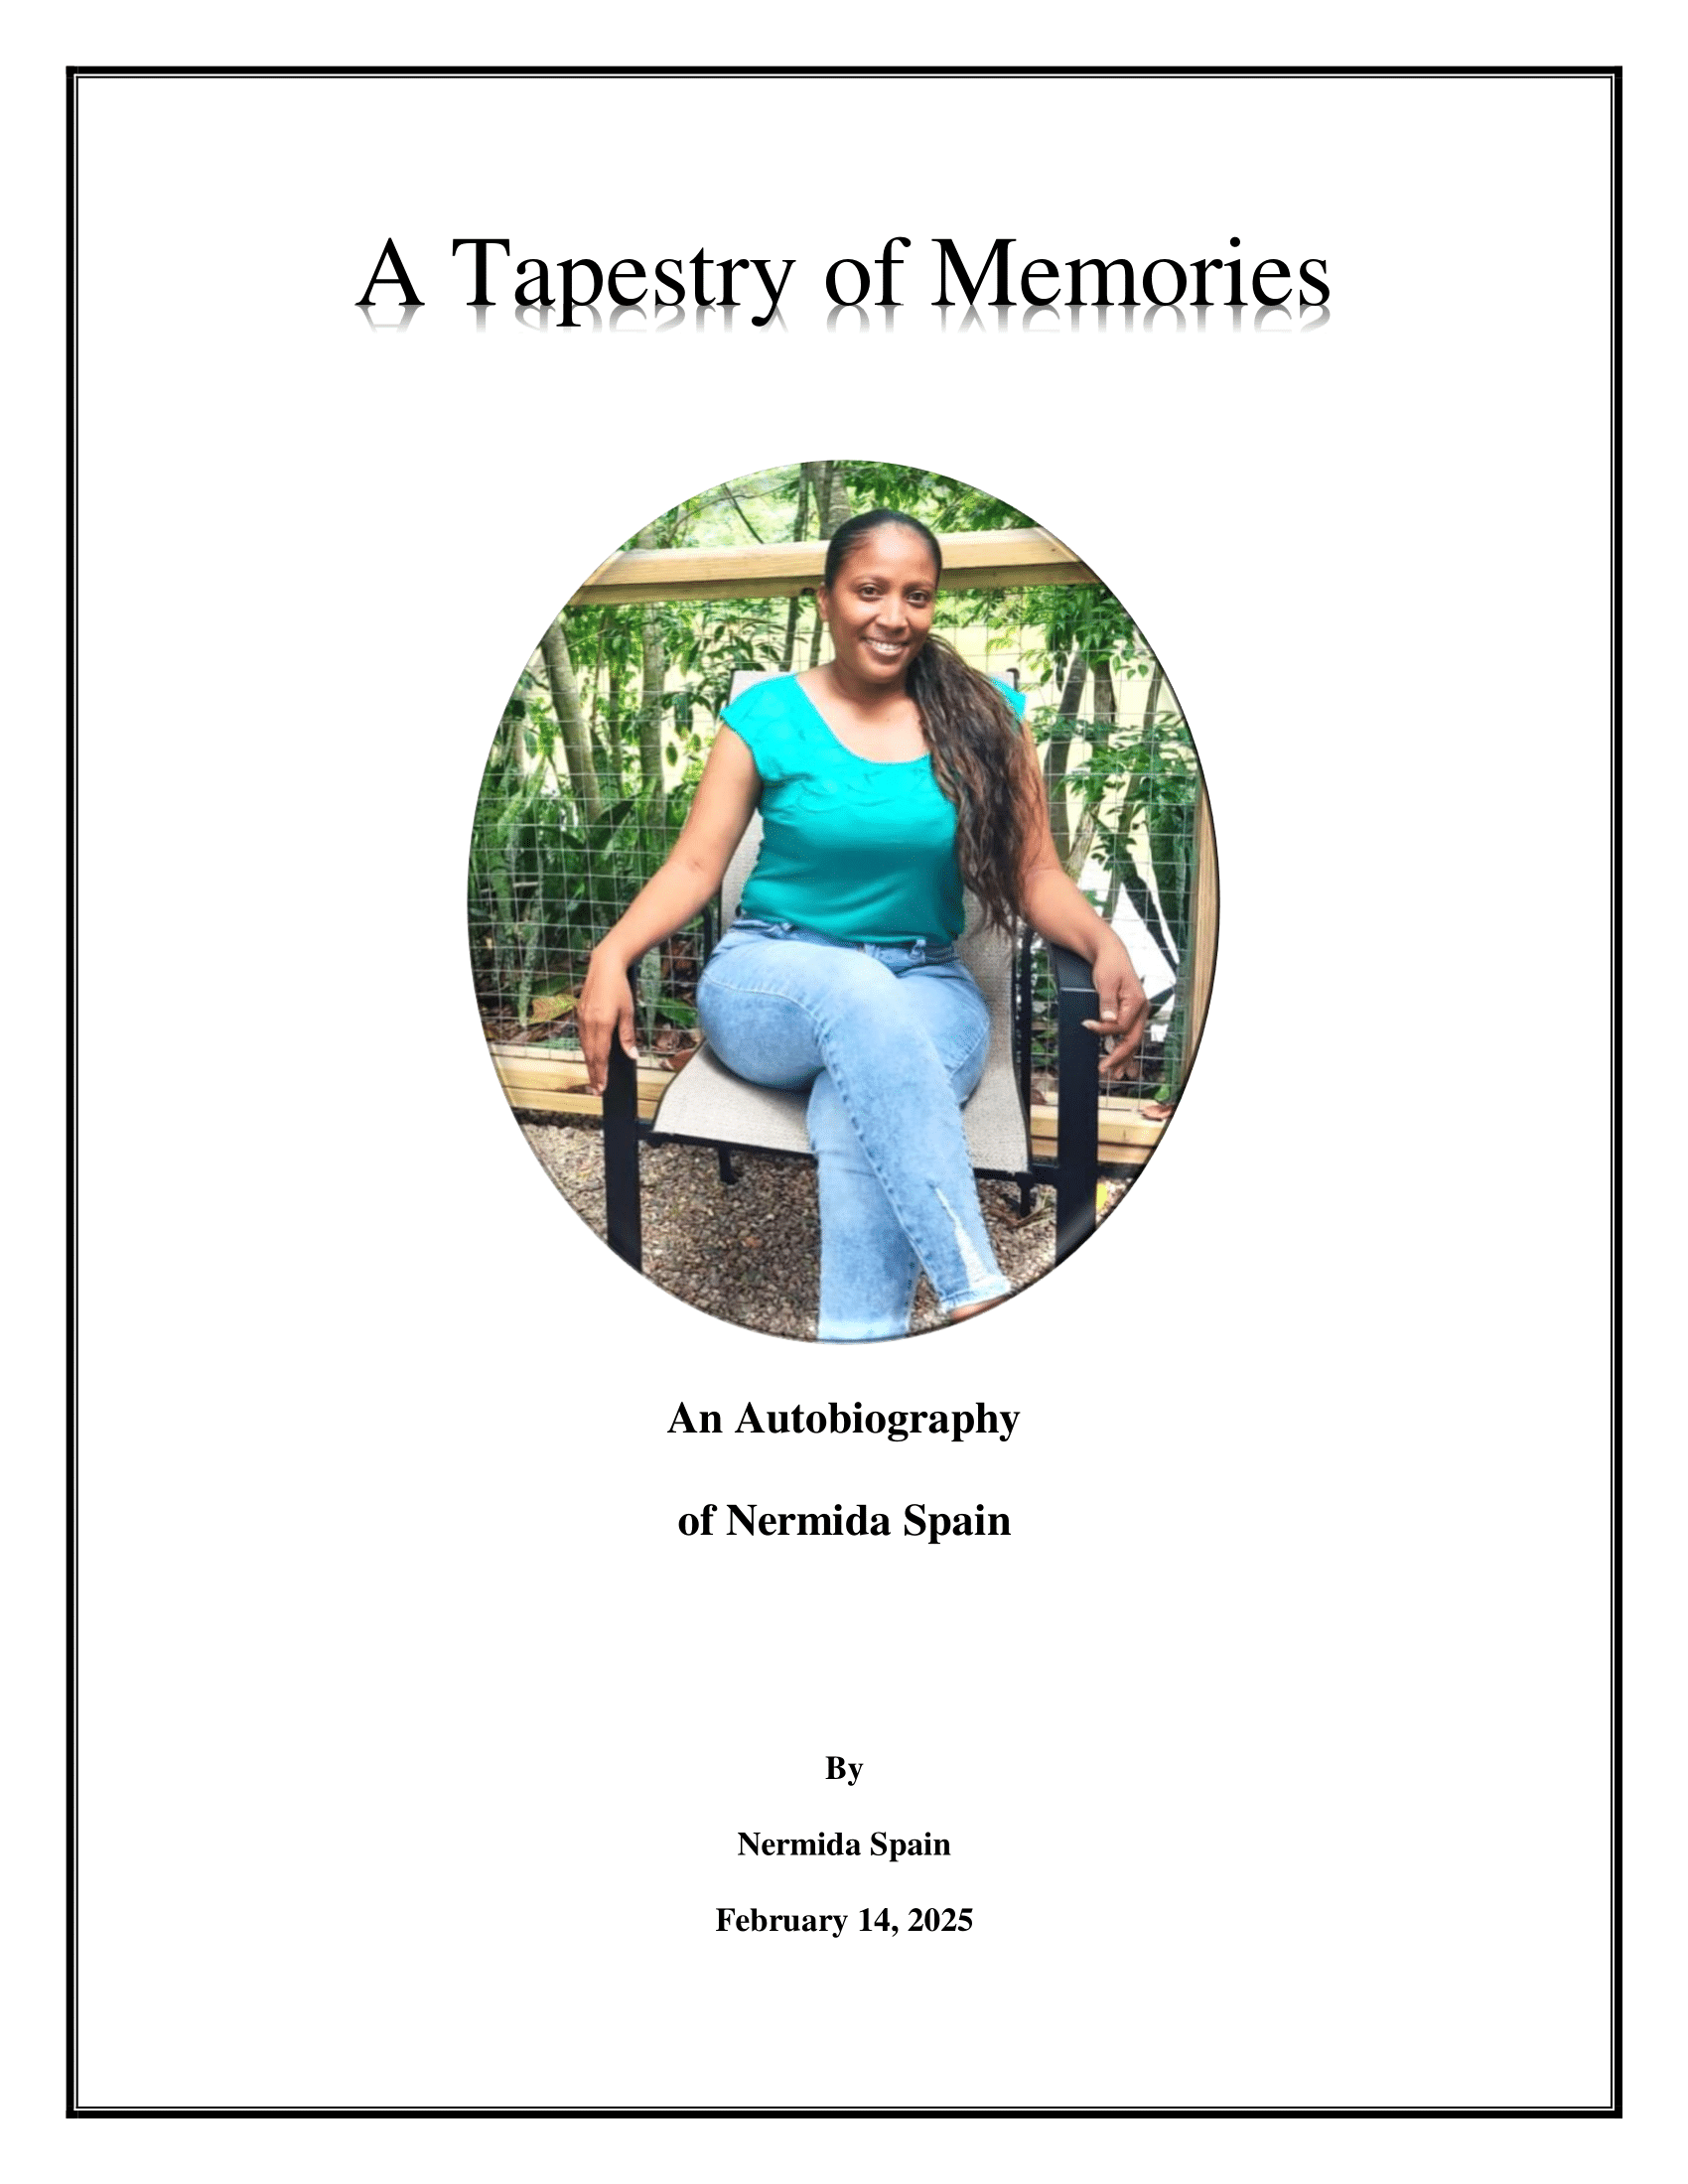 A Tapestry of Memories
An Autobiography
of Nermida Spain
By
Nermida Spain
February 14, 2025